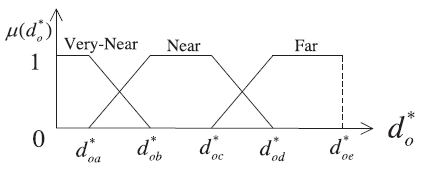 μ(d*o)
Very-Near Near Far
1
0
d*oa d*ob d*oc d*od d*oe d*o